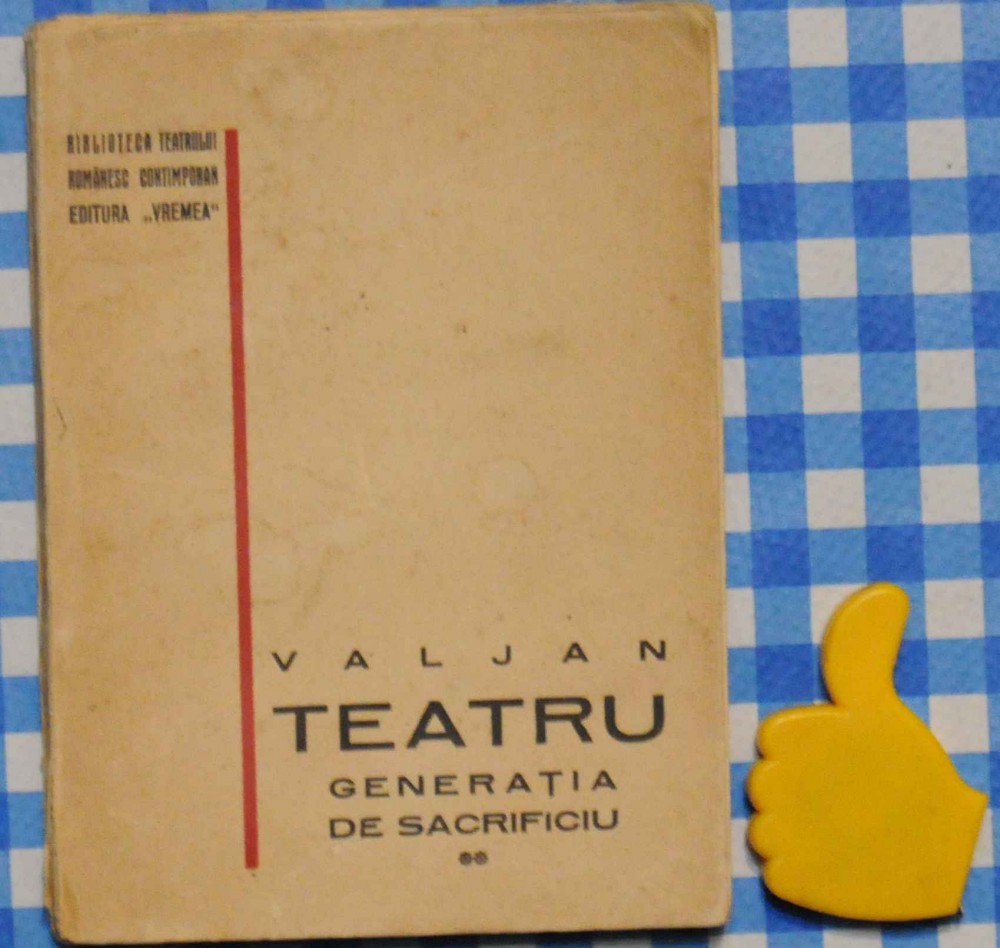 BIBLIOTECA TEATRULUI
ROMÂNESC CONTIMPORAN
EDITURA „VREMEA“
VALJAN
TEATRU
GENERAȚIA
DE SACRIFICIU